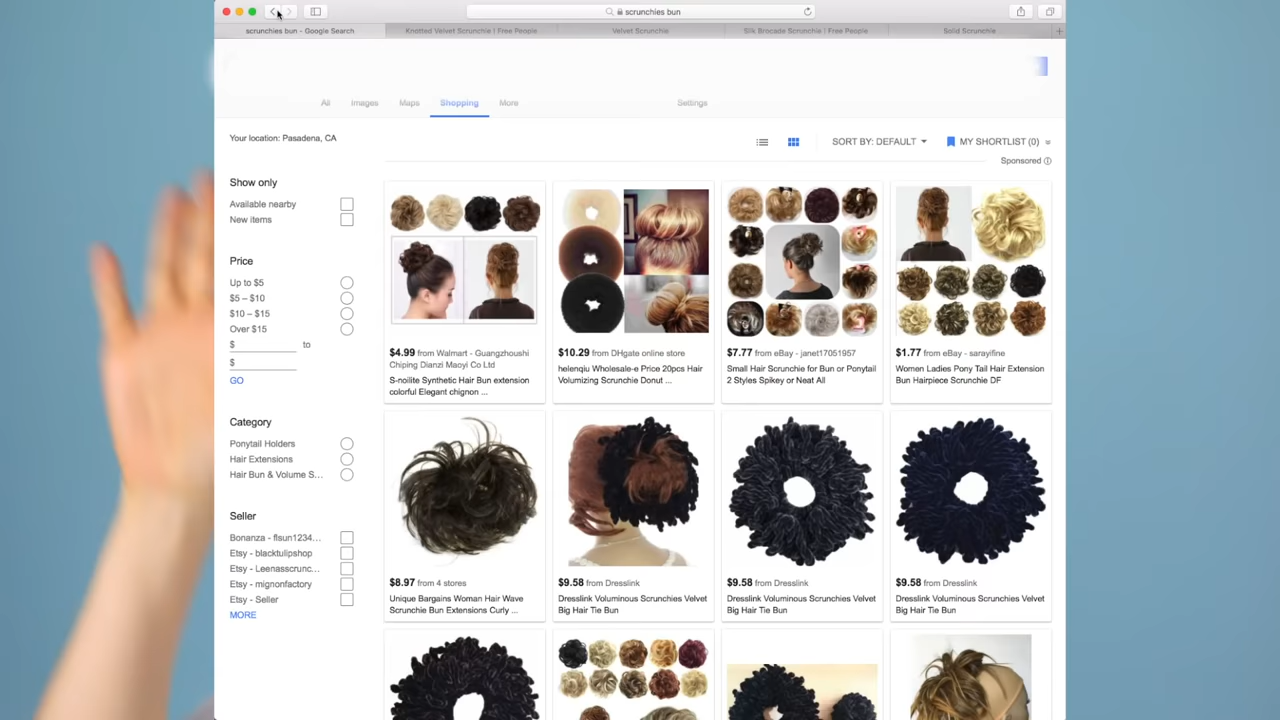 scrunchies bun
scrunchies bun - Google Search
Knotted Velvet Scrunchie | Free People
Velvet Scrunchie
Silk Brocade Scrunchie | Free People
Solid Scrunchie
All
Images
Maps
Shopping
More
Settings
Your location: Pasadena, CA
SORT BY: DEFAULT
MY SHORTLIST (0)
Sponsored
Show only
Available nearby
New items
Price
Up to $5
$5 – $10
$10 – $15
Over $15
$ to
$
GO
Category
Ponytail Holders
Hair Extensions
Hair Bun & Volume S...
Seller
Bonanza - flsun1234...
Etsy - blacktulipshop
Etsy - Leenasscrunc...
Etsy - mignonfactory
Etsy - Seller
MORE
$4.99 from Walmart - Guangzhoushi
Chiping Dianzi Maoyi Co Ltd
S-noilite Synthetic Hair Bun extension
colorful Elegant chignon ...
$10.29 from DHgate online store
helenqiu Wholesale-e Price 20pcs Hair
Volumizing Scrunchie Donut ...
$7.77 from eBay - janet17051957
Small Hair Scrunchie for Bun or Ponytail
2 Styles Spikey or Neat All
$1.77 from eBay - sarayifine
Women Ladies Pony Tail Hair Extension
Bun Hairpiece Scrunchie DF
$8.97 from 4 stores
Unique Bargains Woman Hair Wave
Scrunchie Bun Extensions Curly ...
$9.58 from Dresslink
Dresslink Voluminous Scrunchies Velvet
Big Hair Tie Bun
$9.58 from Dresslink
Dresslink Voluminous Scrunchies Velvet
Big Hair Tie Bun
$9.58 from Dresslink
Dresslink Voluminous Scrunchies Velvet
Big Hair Tie Bun